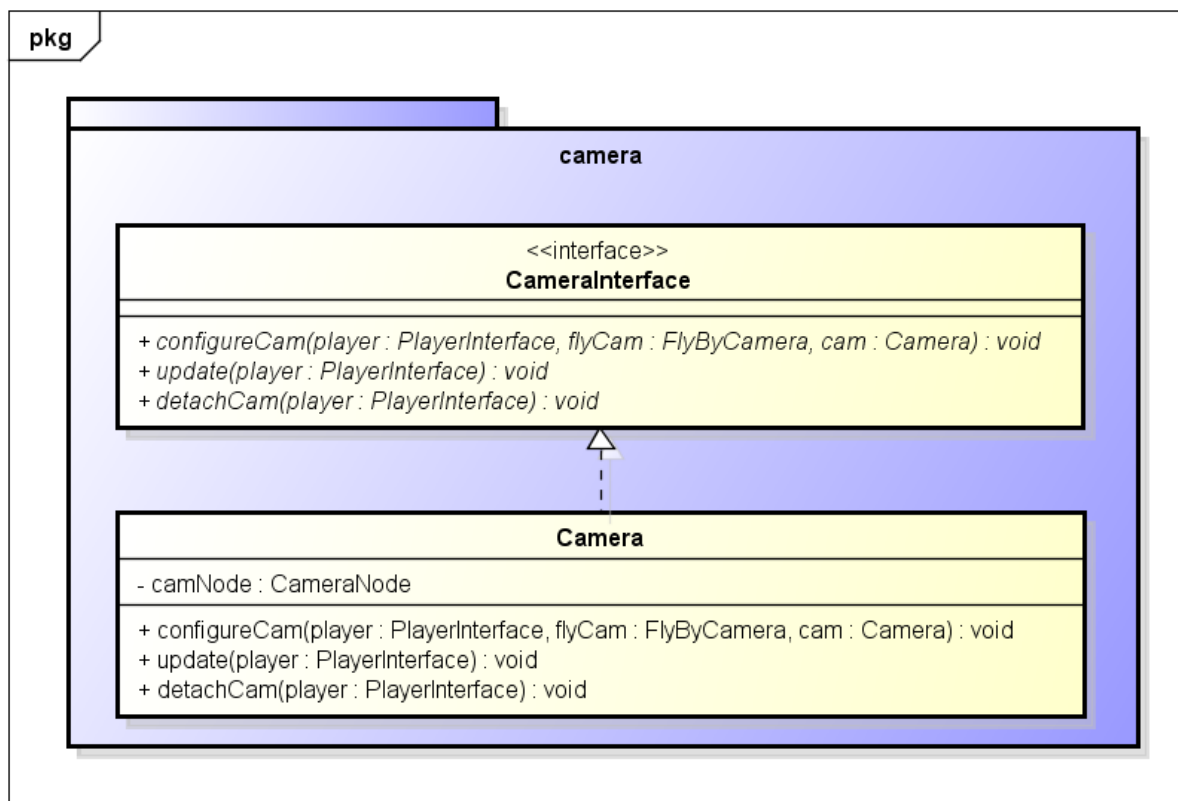 pkg
camera
<<interface>>
CameraInterface
+ configureCam(player : PlayerInterface, flyCam : FlyByCamera, cam : Camera) : void
+ update(player : PlayerInterface) : void
+ detachCam(player : PlayerInterface) : void
Camera
- camNode : CameraNode
+ configureCam(player : PlayerInterface, flyCam : FlyByCamera, cam : Camera) : void
+ update(player : PlayerInterface) : void
+ detachCam(player : PlayerInterface) : void